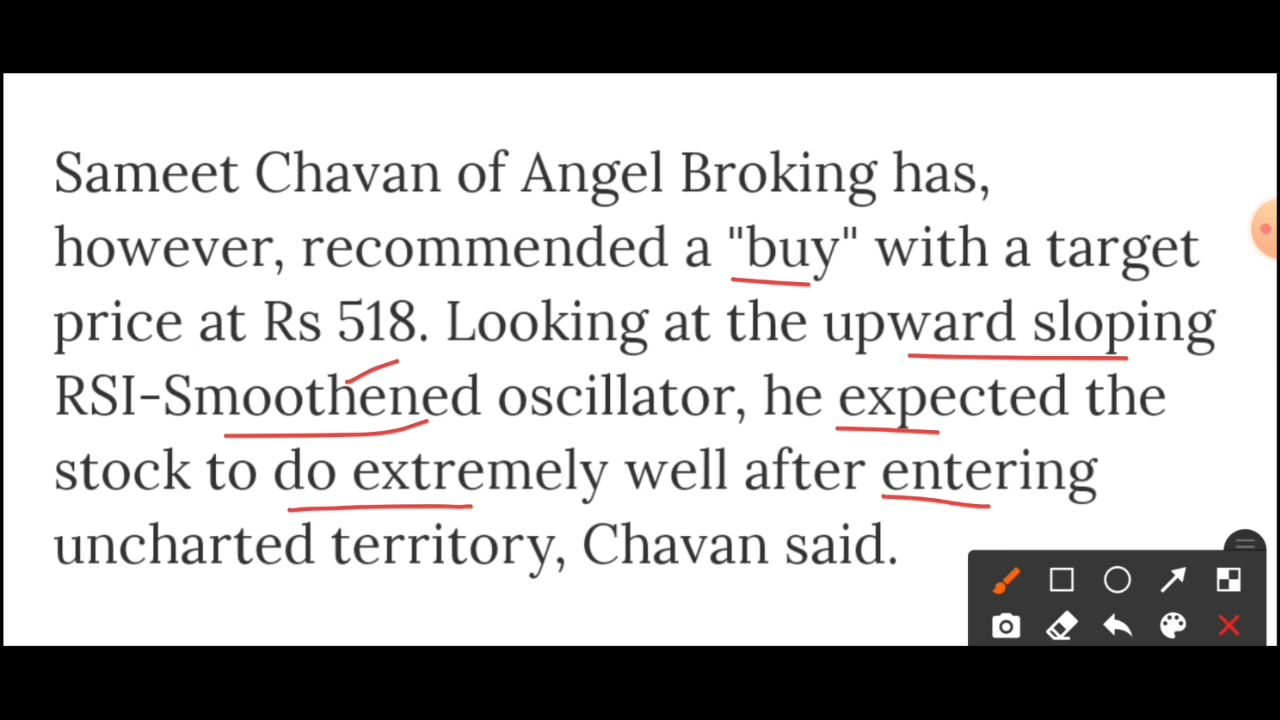 Sameet Chavan of Angel Broking has,
however, recommended a "buy" with a target
price at Rs 518. Looking at the upward sloping
RSI-Smoothened oscillator, he expected the
stock to do extremely well after entering
uncharted territory, Chavan said.